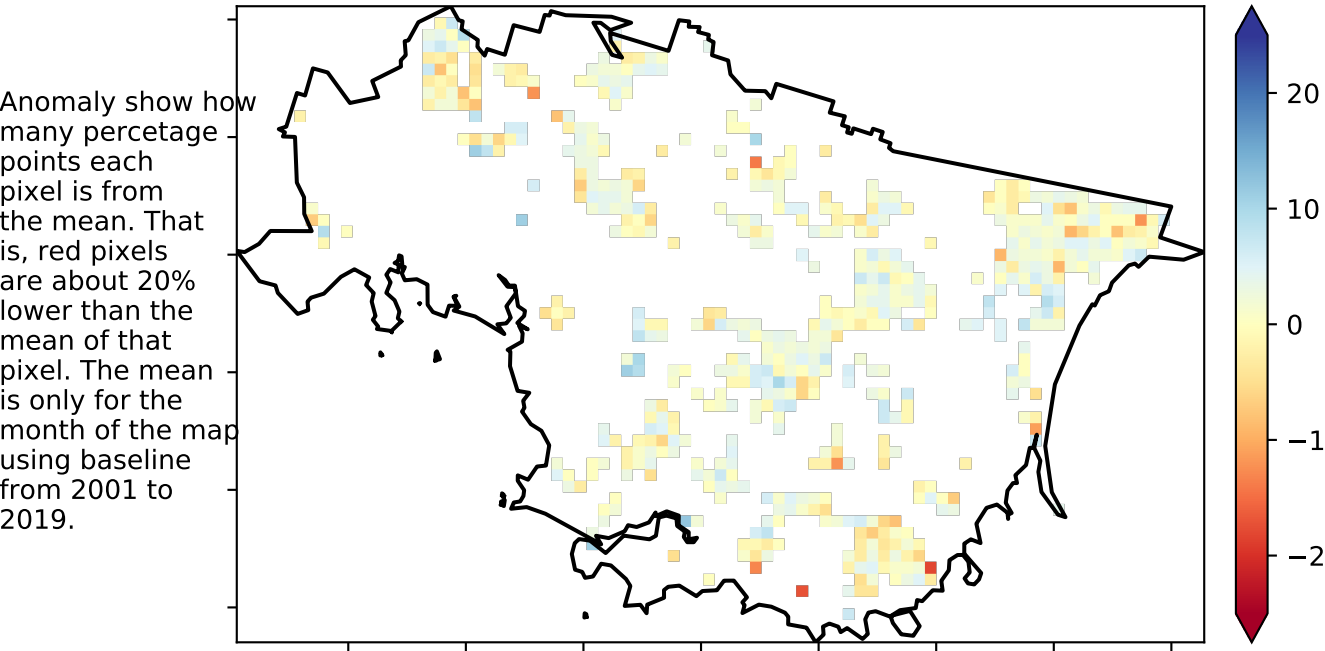 Anomaly show how
many percetage
points each
pixel is from
the mean. That
is, red pixels
are about 20%
lower than the
mean of that
pixel. The mean
is only for the
month of the map
using baseline
from 2001 to
2019.
20
10
0
−1
−2